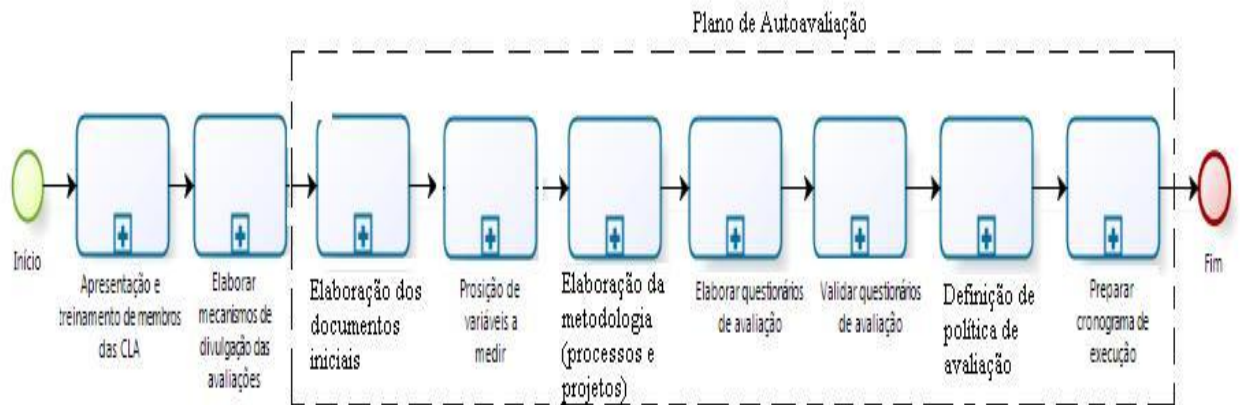 Plano de Autoavaliação
Início
Apresentação e
treinamento de membros
das CLA
Elaborar
mecanismos de
divulgação das
avaliações
Elaboração dos
documentos
iniciais
Prosição de
variáveis a
medir
Elaboração da
metodologia
(processos e
projetos)
Elaborar questionários
de avaliação
Validar questionários
de avaliação
Definição de
política de
avaliação
Preparar
cronograma de
execução
Fim